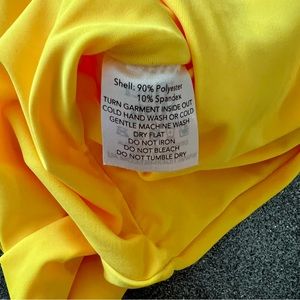 Shell: 90% Polyester
10% Spandex
TURN GARMENT INSIDE OUT
COLD HAND WASH OR COLD
GENTLE MACHINE WASH
DRY FLAT
DO NOT IRON
DO NOT BLEACH
DO NOT TUMBLE DRY